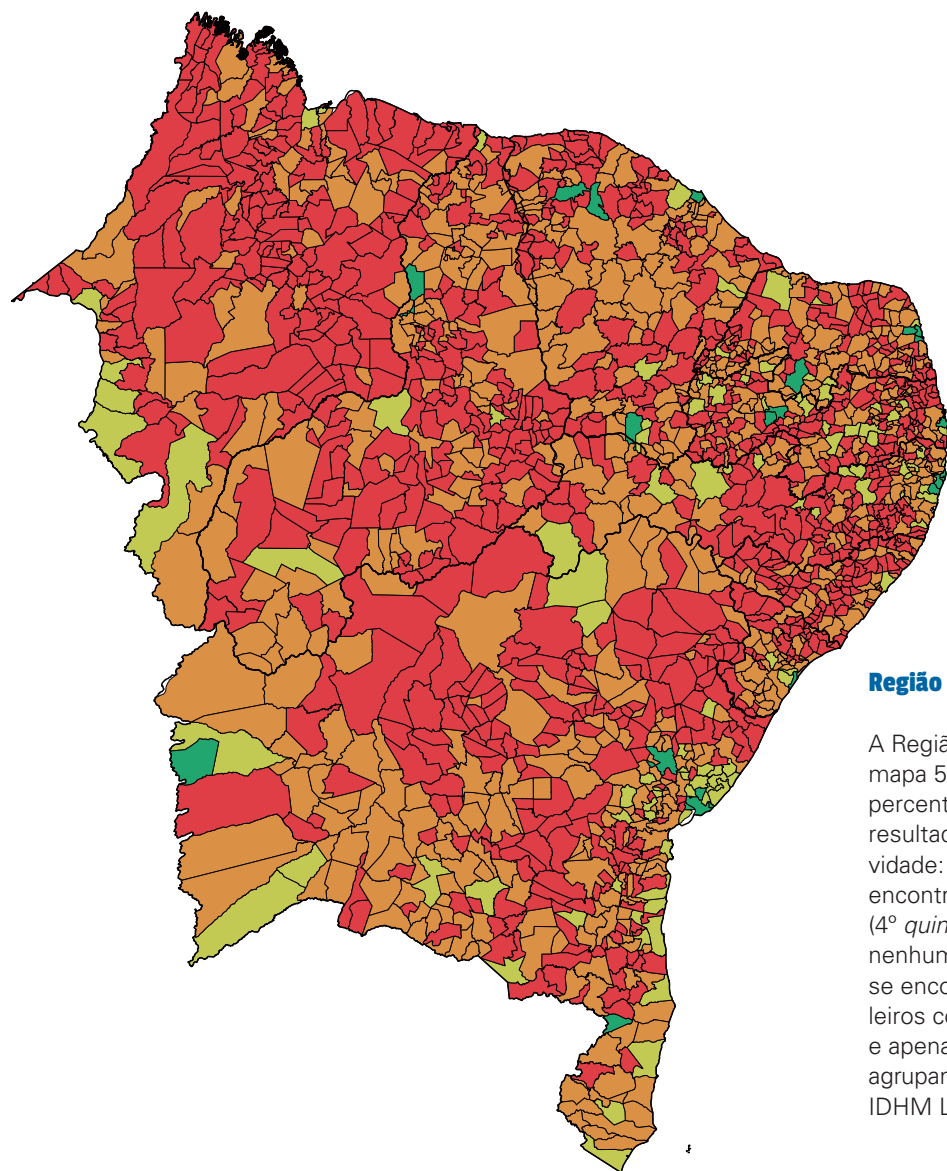 Região
A Regiã
mapa 5
percent
resultad
vidade:
encontr
(4º quin
nenhum
se enco
leiros co
e apena
agrupar
IDHM L